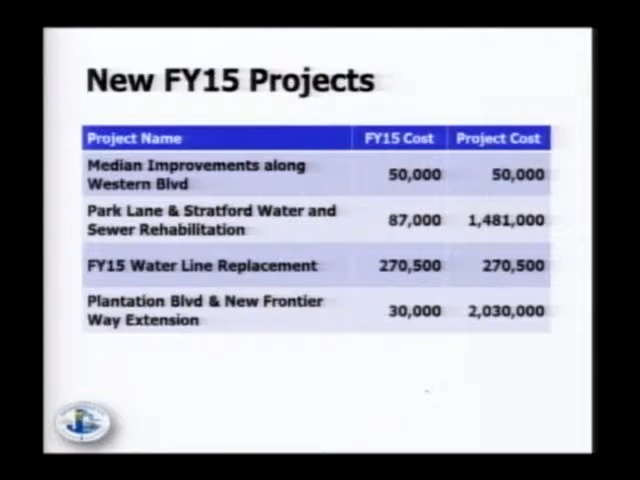 New FY15 Projects
Project Name FY15 Cost Project Cost
Median Improvements along
Western Blvd
50,000 50,000
Park Lane & Stratford Water and
Sewer Rehabilitation
87,000 1,481,000
FY15 Water Line Replacement 270,500 270,500
Plantation Blvd & New Frontier
Way Extension
30,000 2,030,000